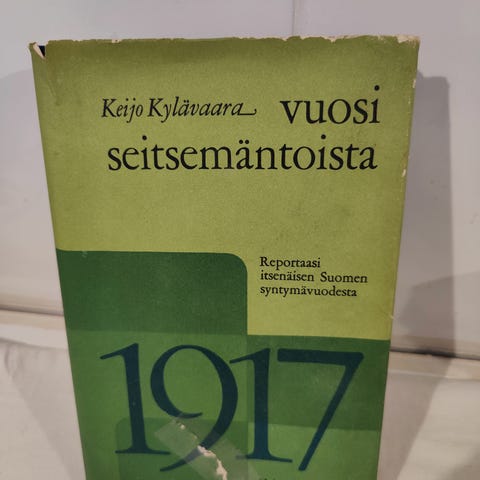 Keijo Kylävaara vuosi
seitsemäntoista
Reportaasi
itsenäisen Suomen
syntymävuodesta
1917